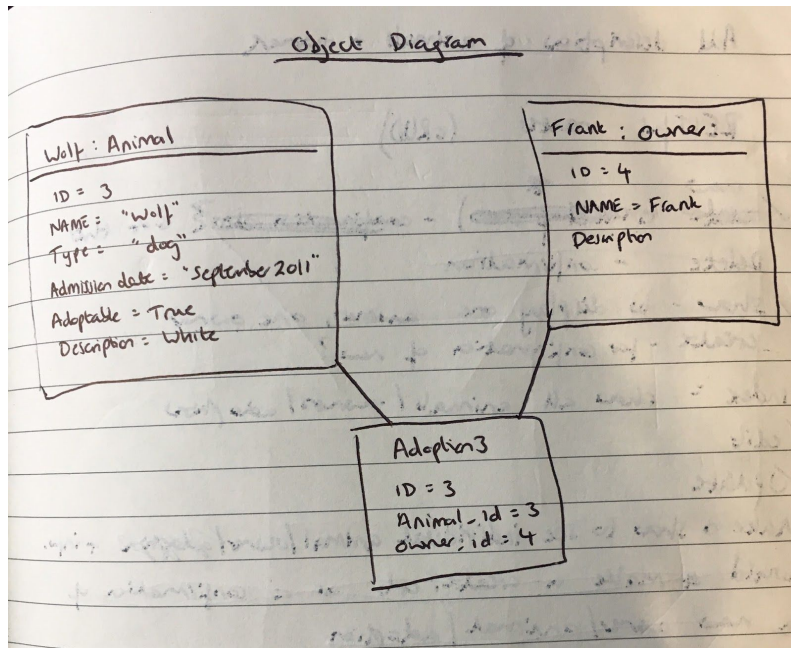 Object Diagram
Wolf : Animal
ID = 3
NAME = "Wolf"
Type = "dog"
Admission date = "September 2011"
Adoptable = True
Description = White
Frank : Owner :
ID = 4
NAME = Frank
Description
Adoption3
ID = 3
Animal_id = 3
owner_id = 4